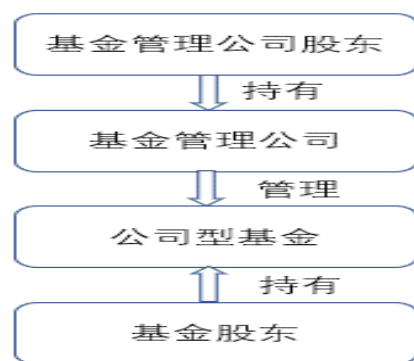 基金管理公司股东
持有
基金管理公司
管理
公司型基金
持有
基金股东